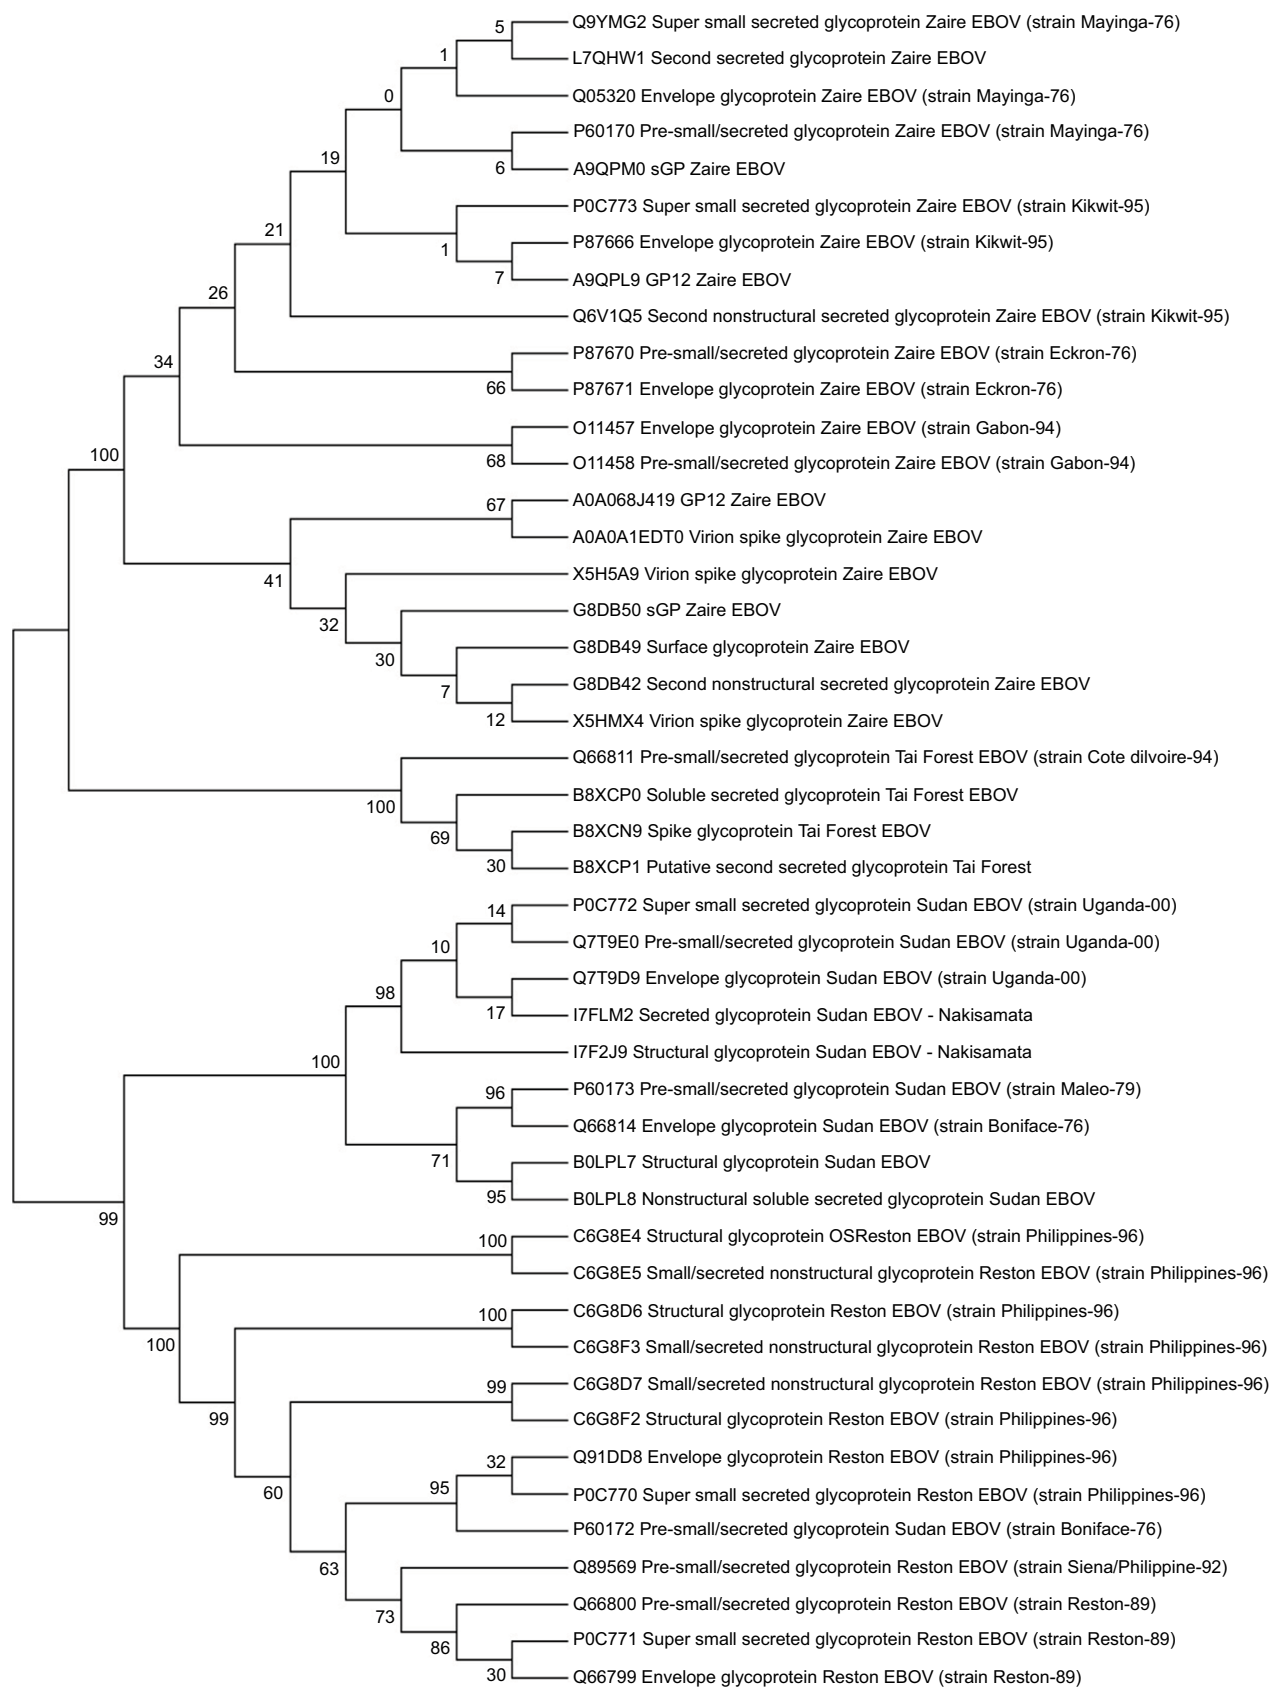 5
Q9YMG2 Super small secreted glycoprotein Zaire EBOV (strain Mayinga-76)
1
L7QHW1 Second secreted glycoprotein Zaire EBOV
0
Q05320 Envelope glycoprotein Zaire EBOV (strain Mayinga-76)
P60170 Pre-small/secreted glycoprotein Zaire EBOV (strain Mayinga-76)
19
6
A9QPM0 sGP Zaire EBOV
P0C773 Super small secreted glycoprotein Zaire EBOV (strain Kikwit-95)
21
1
P87666 Envelope glycoprotein Zaire EBOV (strain Kikwit-95)
7
A9QPL9 GP12 Zaire EBOV
26
Q6V1Q5 Second nonstructural secreted glycoprotein Zaire EBOV (strain Kikwit-95)
34
P87670 Pre-small/secreted glycoprotein Zaire EBOV (strain Eckron-76)
66
P87671 Envelope glycoprotein Zaire EBOV (strain Eckron-76)
O11457 Envelope glycoprotein Zaire EBOV (strain Gabon-94)
100
68
O11458 Pre-small/secreted glycoprotein Zaire EBOV (strain Gabon-94)
67
A0A068J419 GP12 Zaire EBOV
A0A0A1EDT0 Virion spike glycoprotein Zaire EBOV
41
X5H5A9 Virion spike glycoprotein Zaire EBOV
32
G8DB50 sGP Zaire EBOV
30
G8DB49 Surface glycoprotein Zaire EBOV
7
G8DB42 Second nonstructural secreted glycoprotein Zaire EBOV
12
X5HMX4 Virion spike glycoprotein Zaire EBOV
Q66811 Pre-small/secreted glycoprotein Tai Forest EBOV (strain Cote dilvoire-94)
100
B8XCP0 Soluble secreted glycoprotein Tai Forest EBOV
69
B8XCN9 Spike glycoprotein Tai Forest EBOV
30
B8XCP1 Putative second secreted glycoprotein Tai Forest
14
P0C772 Super small secreted glycoprotein Sudan EBOV (strain Uganda-00)
10
Q7T9E0 Pre-small/secreted glycoprotein Sudan EBOV (strain Uganda-00)
98
Q7T9D9 Envelope glycoprotein Sudan EBOV (strain Uganda-00)
17
I7FLM2 Secreted glycoprotein Sudan EBOV - Nakisamata
100
I7F2J9 Structural glycoprotein Sudan EBOV - Nakisamata
96
P60173 Pre-small/secreted glycoprotein Sudan EBOV (strain Maleo-79)
Q66814 Envelope glycoprotein Sudan EBOV (strain Boniface-76)
71
B0LPL7 Structural glycoprotein Sudan EBOV
95
B0LPL8 Nonstructural soluble secreted glycoprotein Sudan EBOV
99
100
C6G8E4 Structural glycoprotein OSReston EBOV (strain Philippines-96)
C6G8E5 Small/secreted nonstructural glycoprotein Reston EBOV (strain Philippines-96)
100
C6G8D6 Structural glycoprotein Reston EBOV (strain Philippines-96)
100
C6G8F3 Small/secreted nonstructural glycoprotein Reston EBOV (strain Philippines-96)
99
C6G8D7 Small/secreted nonstructural glycoprotein Reston EBOV (strain Philippines-96)
99
C6G8F2 Structural glycoprotein Reston EBOV (strain Philippines-96)
32
Q91DD8 Envelope glycoprotein Reston EBOV (strain Philippines-96)
60
95
P0C770 Super small secreted glycoprotein Reston EBOV (strain Philippines-96)
P60172 Pre-small/secreted glycoprotein Sudan EBOV (strain Boniface-76)
63
Q89569 Pre-small/secreted glycoprotein Reston EBOV (strain Siena/Philippine-92)
73
Q66800 Pre-small/secreted glycoprotein Reston EBOV (strain Reston-89)
86
P0C771 Super small secreted glycoprotein Reston EBOV (strain Reston-89)
30
Q66799 Envelope glycoprotein Reston EBOV (strain Reston-89)